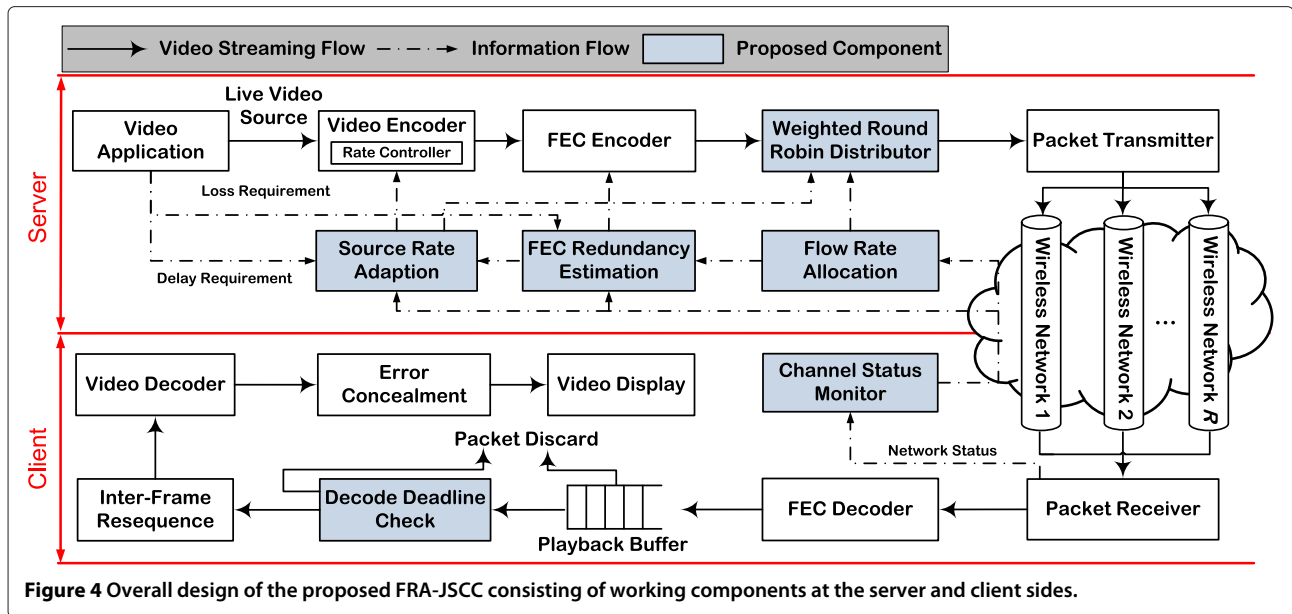 Video Streaming Flow
Information Flow
Proposed Component
Server
Live Video
Source
Video
Application
Video Encoder
Rate Controller
FEC Encoder
Weighted Round
Robin Distributor
Packet Transmitter
Loss Requirement
Delay Requirement
Source Rate
Adaption
FEC Redundancy
Estimation
Flow Rate
Allocation
Wireless Network 1
Wireless Network 2
...
Wireless Network R
Client
Video Decoder
Error
Concealment
Video Display
Channel Status
Monitor
Packet Discard
Network Status
Inter-Frame
Resequence
Decode Deadline
Check
Playback Buffer
FEC Decoder
Packet Receiver
Figure 4 Overall design of the proposed FRA-JSCC consisting of working components at the server and client sides.